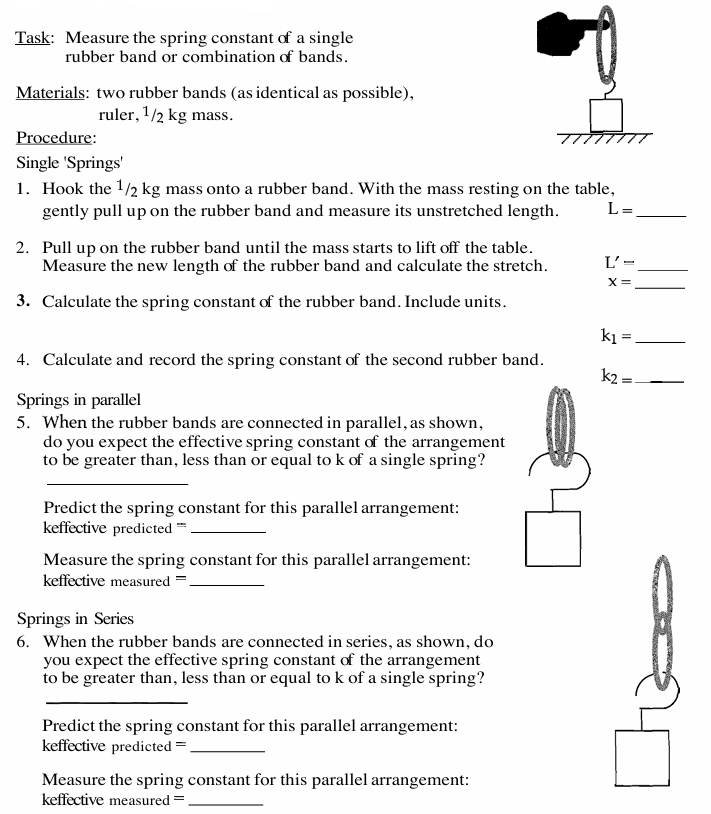 Task: Measure the spring constant of a single
rubber band or combination of bands.
Materials: two rubber bands (as identical as possible),
ruler, 1/2 kg mass.
Procedure:
Single 'Springs'
1. Hook the 1/2 kg mass onto a rubber band. With the mass resting on the table,
gently pull up on the rubber band and measure its unstretched length. L = _____
2. Pull up on the rubber band until the mass starts to lift off the table.
Measure the new length of the rubber band and calculate the stretch. L′ = _____
x = _____
3. Calculate the spring constant of the rubber band. Include units.
k1 = _____
4. Calculate and record the spring constant of the second rubber band.
k2 = _____
Springs in parallel
5. When the rubber bands are connected in parallel, as shown,
do you expect the effective spring constant of the arrangement
to be greater than, less than or equal to k of a single spring?
Predict the spring constant for this parallel arrangement:
keffective predicted = ________
Measure the spring constant for this parallel arrangement:
keffective measured = ________
Springs in Series
6. When the rubber bands are connected in series, as shown, do
you expect the effective spring constant of the arrangement
to be greater than, less than or equal to k of a single spring?
Predict the spring constant for this parallel arrangement:
keffective predicted = ________
Measure the spring constant for this parallel arrangement:
keffective measured = ________